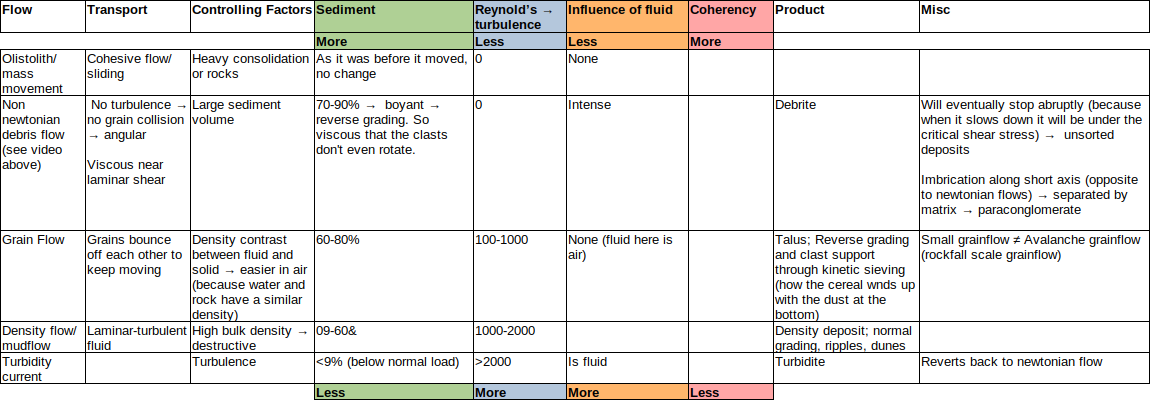 Flow Transport Controlling Factors Sediment Reynold's → turbulence Influence of fluid Coherency Product Misc
More Less Less More
Olistolith/
mass
movement
Cohesive flow/
sliding
Heavy consolidation
or rocks
As it was before it moved,
no change
0
None
Non
newtonian
debris flow
(see video
above)
No turbulence →
no grain collision
→ angular
Viscous near
laminar shear
Large sediment
volume
70-90% → boyant →
reverse grading. So
viscous that the clasts
don't even rotate.
0
Intense
Debrite
Will eventually stop abruptly (because
when it slows down it will be under the
critical shear stress) → unsorted
deposits
Imbrication along short axis (opposite
to newtonian flows) → separated by
matrix → paraconglomerate
Grain Flow
Grains bounce
off each other to
keep moving
Density contrast
between fluid and
solid → easier in air
(because water and
rock have a similar
density)
60-80%
100-1000
None (fluid here is
air)
Talus; Reverse grading
and clast support
through kinetic sieving
(how the cereal wnds up
with the dust at the
bottom)
Small grainflow ≠ Avalanche grainflow
(rockfall scale grainflow)
Density flow/
mudflow
Laminar-turbulent
fluid
High bulk density →
destructive
09-60&
1000-2000
Density deposit; normal
grading, ripples, dunes
Turbidity
current
Turbulence
<9% (below normal load)
>2000
Is fluid
Turbidite
Reverts back to newtonian flow
Less More More Less